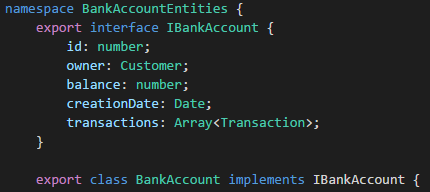 namespace BankAccountEntities {
    export interface IBankAccount {
        id: number;
        owner: Customer;
        balance: number;
        creationDate: Date;
        transactions: Array<Transaction>;
    }
    export class BankAccount implements IBankAccount {